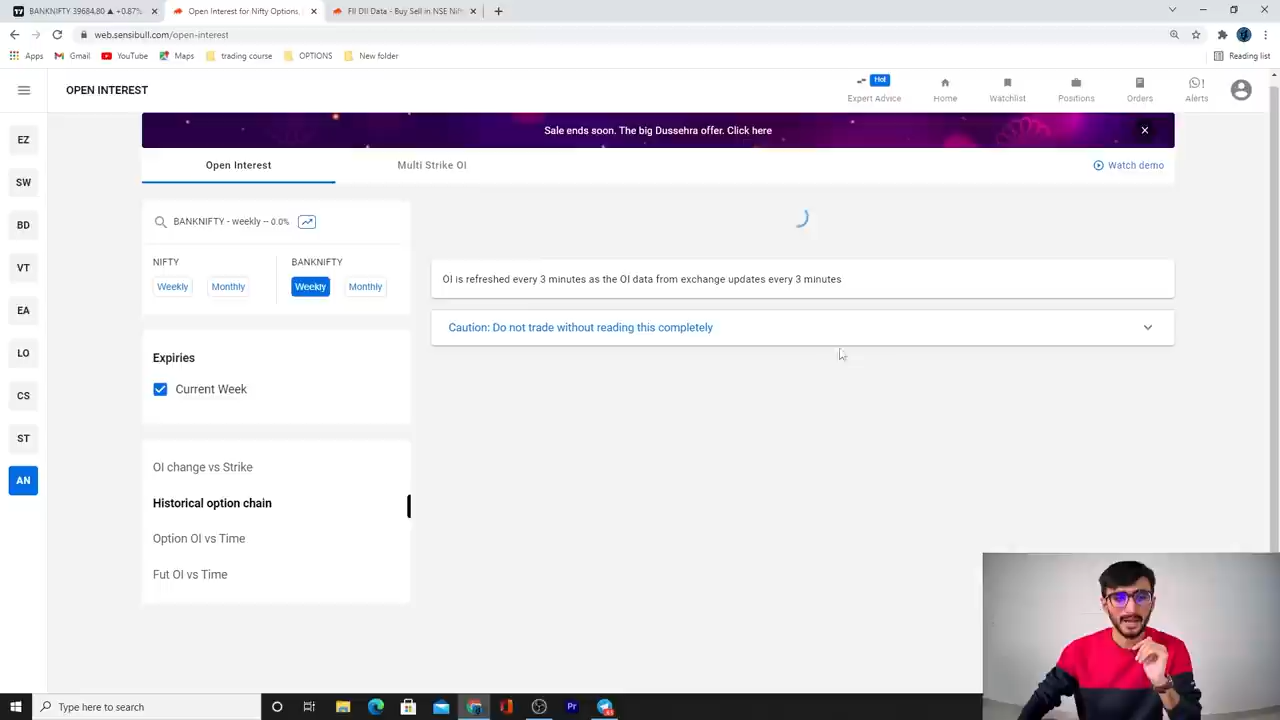 BANKNIFTY 39684.80 ▲ +0.87%
Open Interest for Nifty Options,
FII DII Data - Buy Sell in NSE Nift
web.sensibull.com/open-interest
Apps
Gmail
YouTube
Maps
trading course
OPTIONS
New folder
Reading list
OPEN INTEREST
Hot
Expert Advice
Home
Watchlist
Positions
Orders
Alerts
Sale ends soon. The big Dussehra offer. Click here
Open Interest
Multi Strike OI
Watch demo
EZ
SW
BD
VT
EA
LO
CS
ST
AN
BANKNIFTY - weekly -- 0.0%
NIFTY
BANKNIFTY
Weekly
Monthly
Weekly
Monthly
Expiries
Current Week
OI change vs Strike
Historical option chain
Option OI vs Time
Fut OI vs Time
OI is refreshed every 3 minutes as the OI data from exchange updates every 3 minutes
Caution: Do not trade without reading this completely
Type here to search
Pr